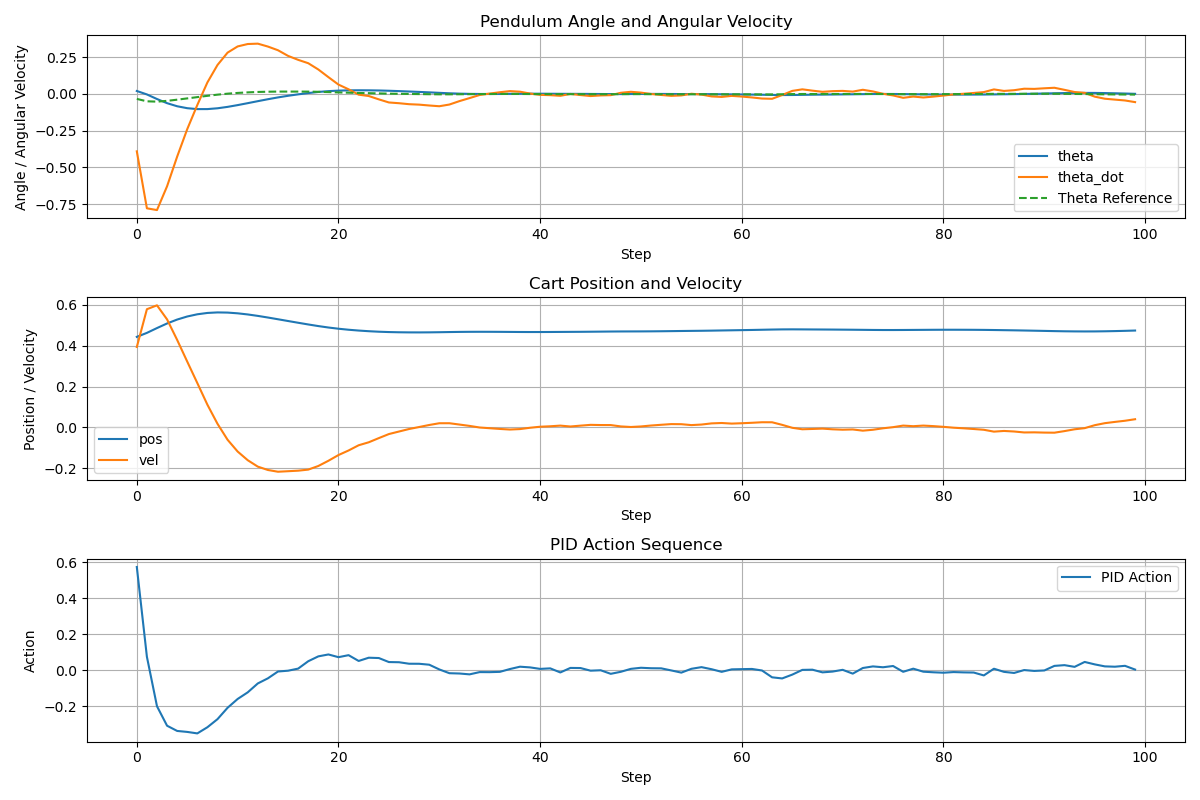 Pendulum Angle and Angular Velocity
Angle / Angular Velocity
0.25
0.00
−0.25
−0.50
−0.75
theta
theta_dot
Theta Reference
0 20 40 60 80 100
Step
Cart Position and Velocity
Position / Velocity
0.6
0.4
0.2
0.0
−0.2
pos
vel
0 20 40 60 80 100
Step
PID Action Sequence
Action
0.6
0.4
0.2
0.0
−0.2
PID Action
0 20 40 60 80 100
Step